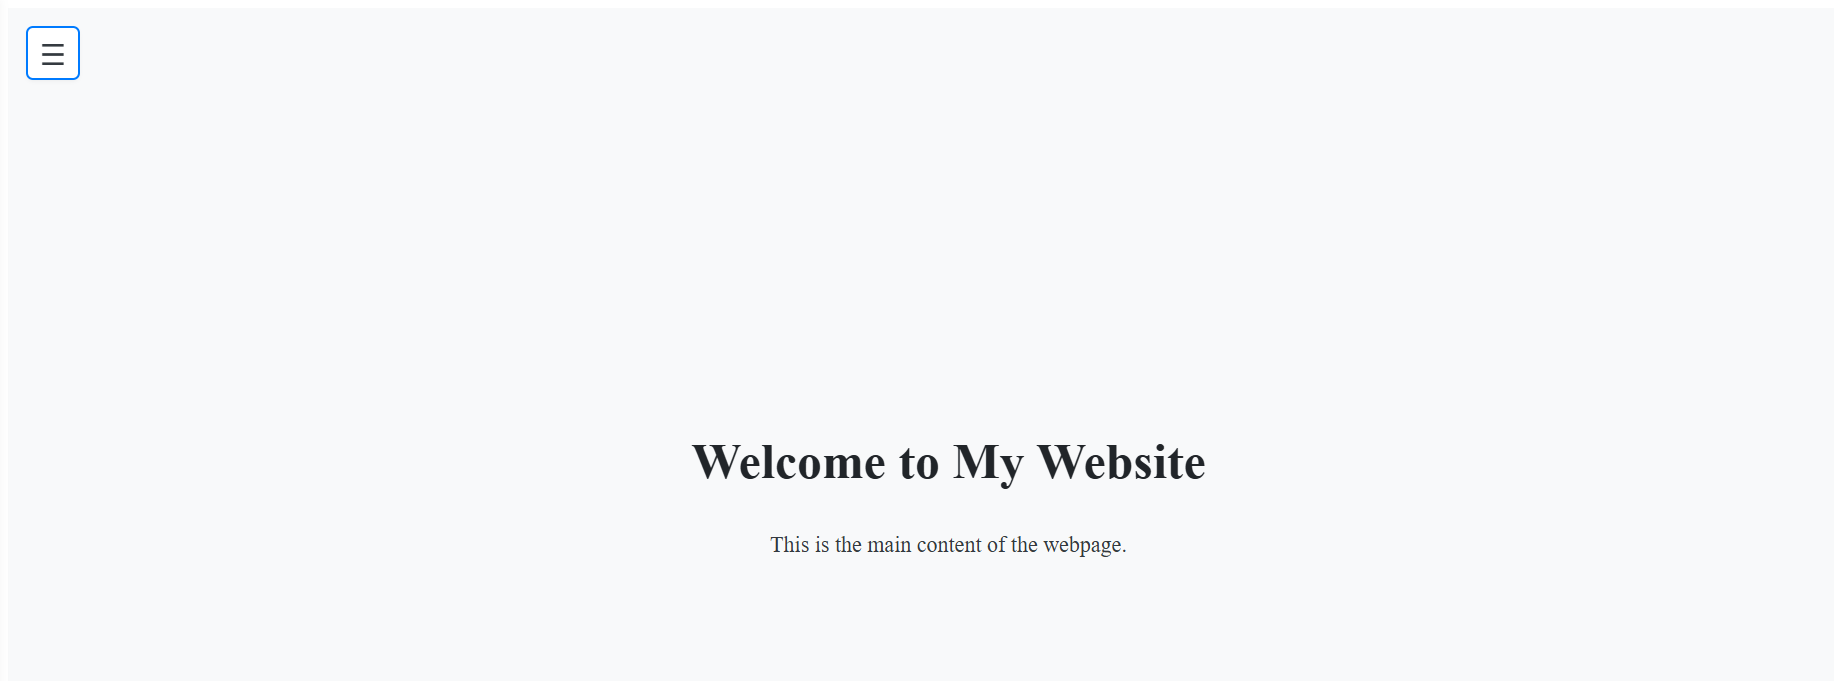 ☰
Welcome to My Website
This is the main content of the webpage.